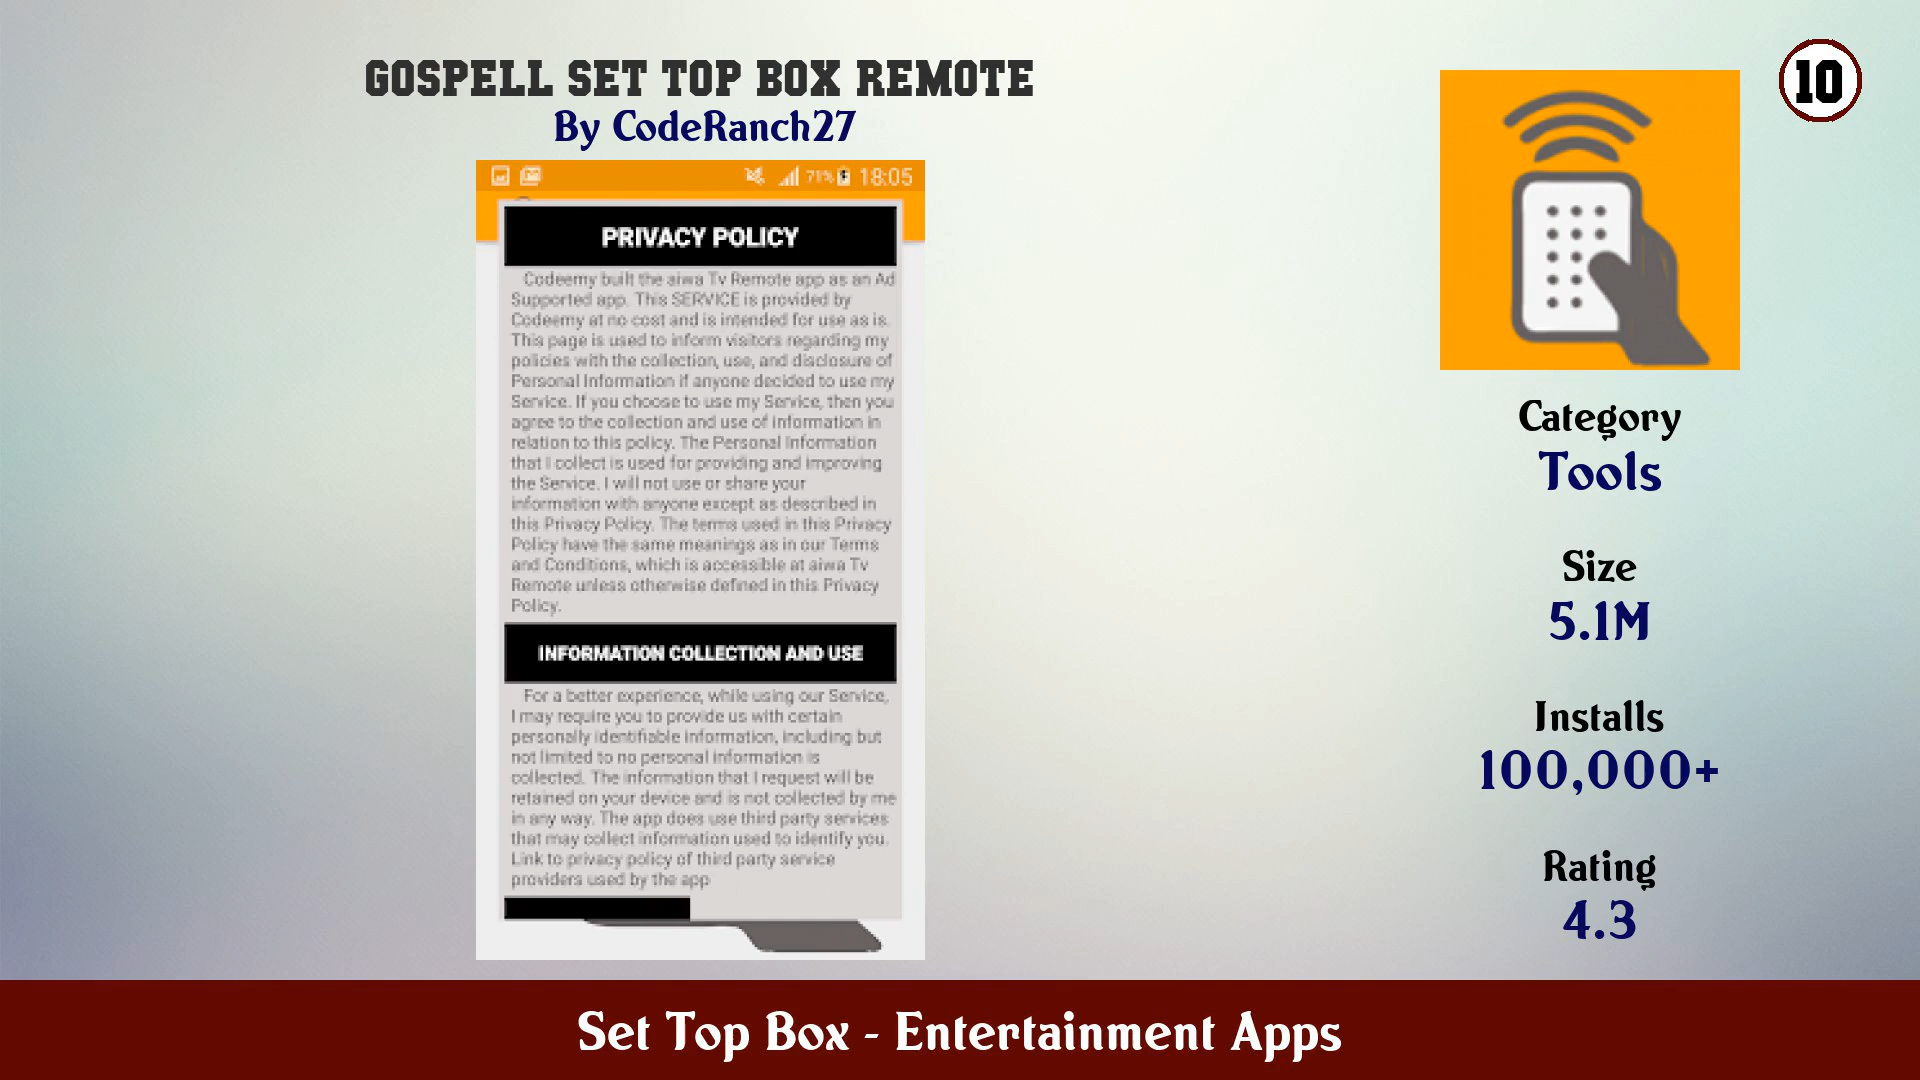 GOSPELL SET TOP BOX REMOTE
By CodeRanch27
10
71% 18:05
PRIVACY POLICY
Codeemy built the aiwa Tv Remote app as an Ad
Supported app. This SERVICE is provided by
Codeemy at no cost and is intended for use as is.
This page is used to inform visitors regarding my
policies with the collection, use, and disclosure of
Personal Information if anyone decided to use my
Service. If you choose to use my Service, then you
agree to the collection and use of information in
relation to this policy. The Personal Information
that I collect is used for providing and improving
the Service. I will not use or share your
information with anyone except as described in
this Privacy Policy. The terms used in this Privacy
Policy have the same meanings as in our Terms
and Conditions, which is accessible at aiwa Tv
Remote unless otherwise defined in this Privacy
Policy.
INFORMATION COLLECTION AND USE
For a better experience, while using our Service,
I may require you to provide us with certain
personally identifiable information, including but
not limited to no personal information is
collected. The information that I request will be
retained on your device and is not collected by me
in any way. The app does use third party services
that may collect information used to identify you.
Link to privacy policy of third party service
providers used by the app
Category
Tools
Size
5.1M
Installs
100,000+
Rating
4.3
Set Top Box - Entertainment Apps